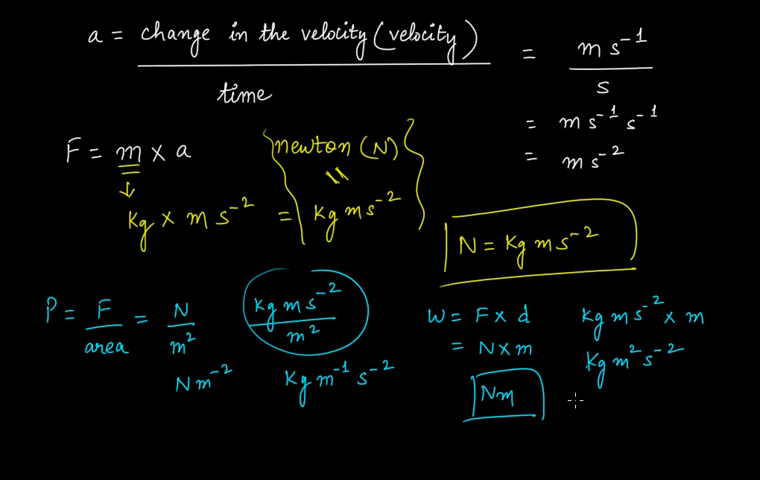 a = change in the velocity (velocity) / time = m s⁻¹ / s
= m s⁻¹ s⁻¹
= m s⁻²
F = m × a
newton (N)
Kg × m s⁻² = Kg m s⁻²
N = Kg m s⁻²
P = F / area = N / m²
Kg m s⁻² / m²
N m⁻²
Kg m⁻¹ s⁻²
W = F × d
Kg m s⁻² × m
= N × m
Kg m² s⁻²
Nm